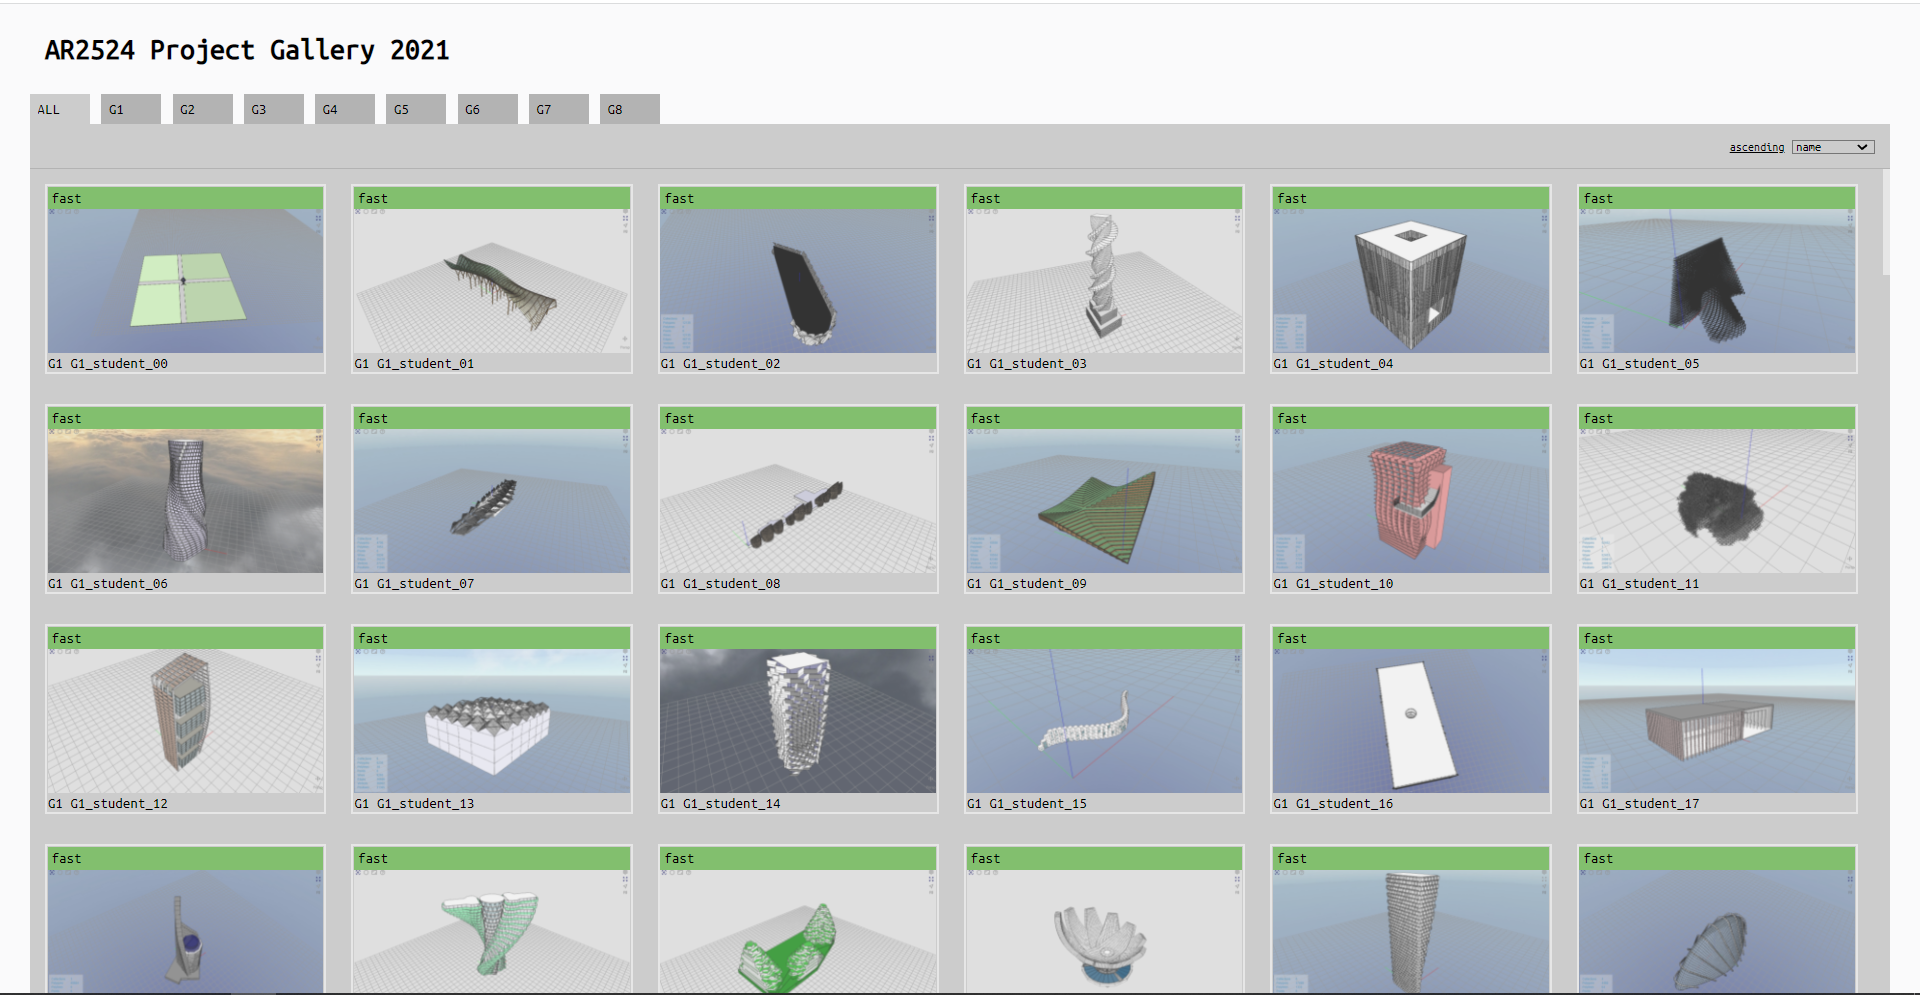 AR2524 Project Gallery 2021
ALL G1 G2 G3 G4 G5 G6 G7 G8
ascending name
fast fast fast fast fast fast
G1 G1_student_00 G1 G1_student_01 G1 G1_student_02 G1 G1_student_03 G1 G1_student_04 G1 G1_student_05
fast fast fast fast fast fast
G1 G1_student_06 G1 G1_student_07 G1 G1_student_08 G1 G1_student_09 G1 G1_student_10 G1 G1_student_11
fast fast fast fast fast fast
G1 G1_student_12 G1 G1_student_13 G1 G1_student_14 G1 G1_student_15 G1 G1_student_16 G1 G1_student_17
fast fast fast fast fast fast